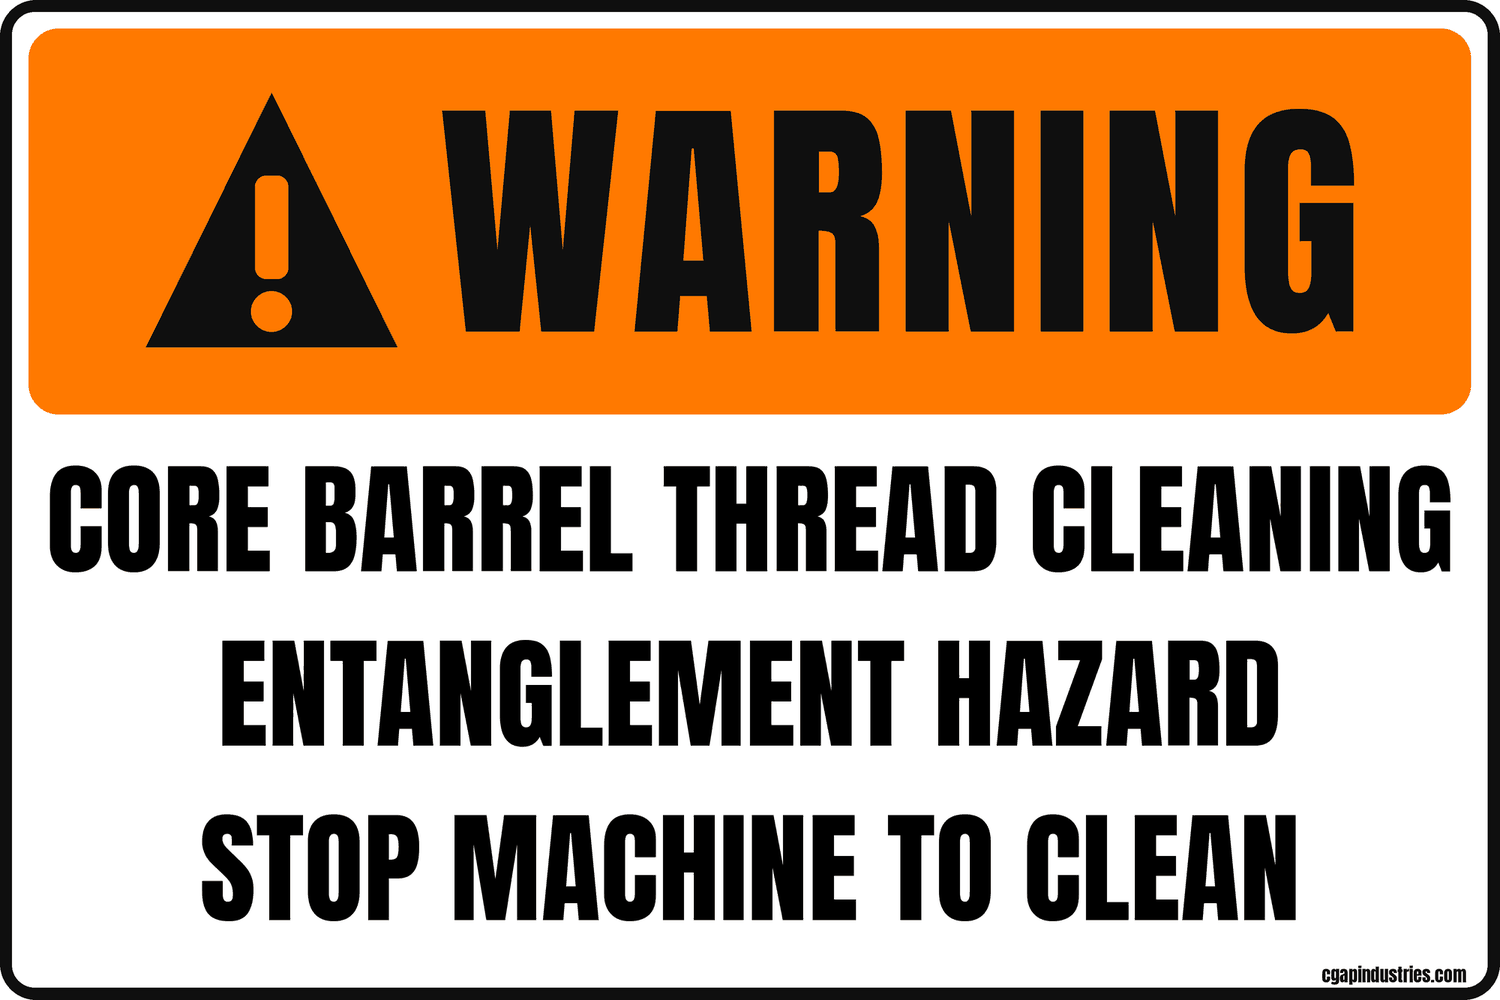 WARNING
CORE BARREL THREAD CLEANING
ENTANGLEMENT HAZARD
STOP MACHINE TO CLEAN
cgapindustries.com